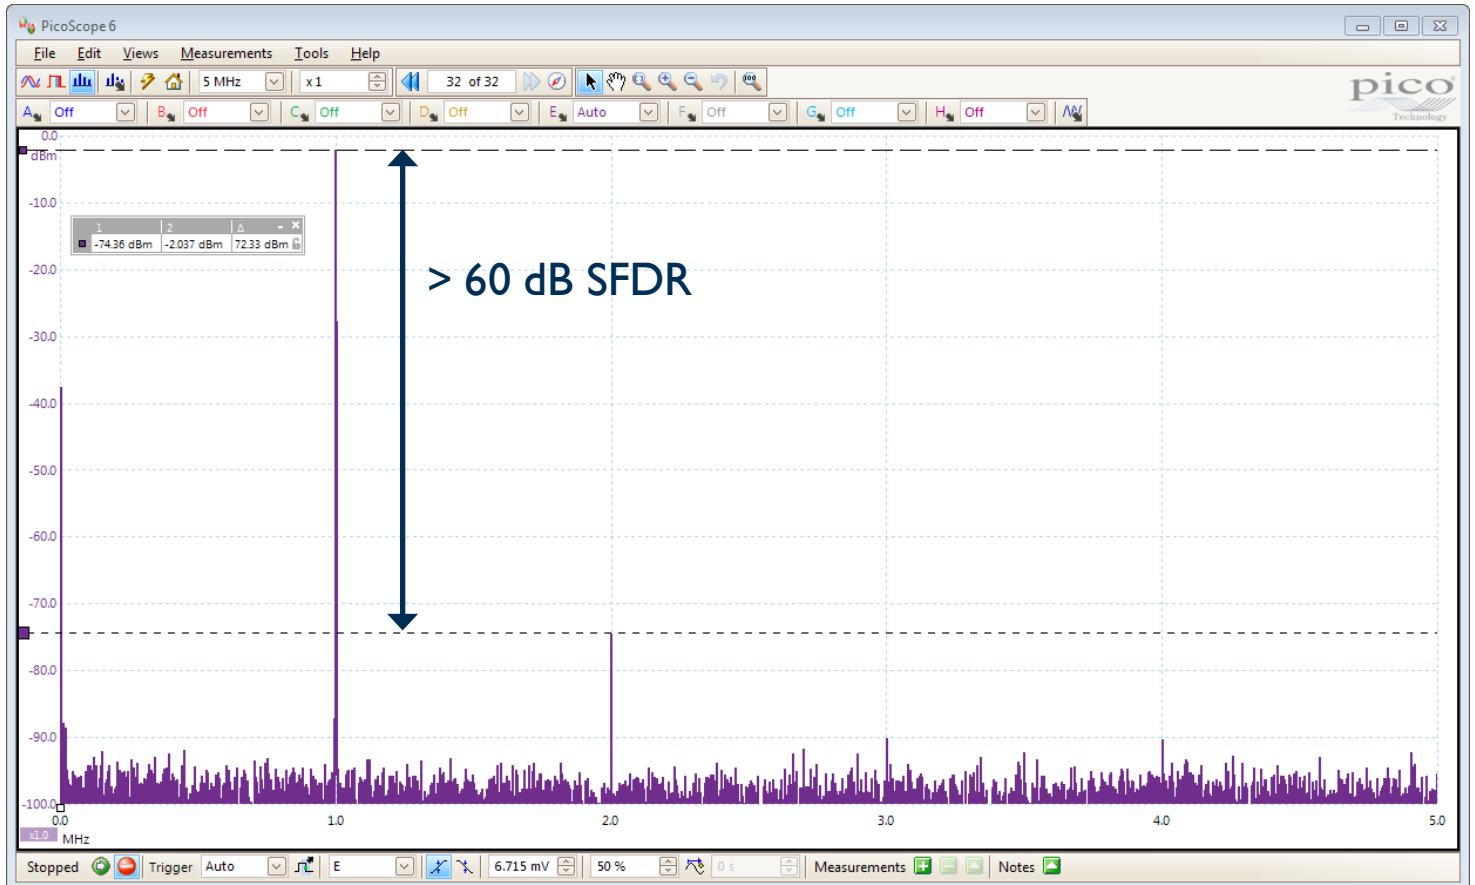 PicoScope 6
File Edit Views Measurements Tools Help
5 MHz x 1 32 of 32
pico
Technology
A Off B Off C Off D Off E Auto F Off G Off H Off
0.0
dBm
-10.0
1 2 Δ - ×
-74.36 dBm -2.037 dBm 72.33 dBm
> 60 dB SFDR
-20.0
-30.0
-40.0
-50.0
-60.0
-70.0
-80.0
-90.0
-100.0
0.0 1.0 2.0 3.0 4.0 5.0
x1.0 MHz
Stopped Trigger Auto E 6.715 mV 50 % 0 s Measurements Notes